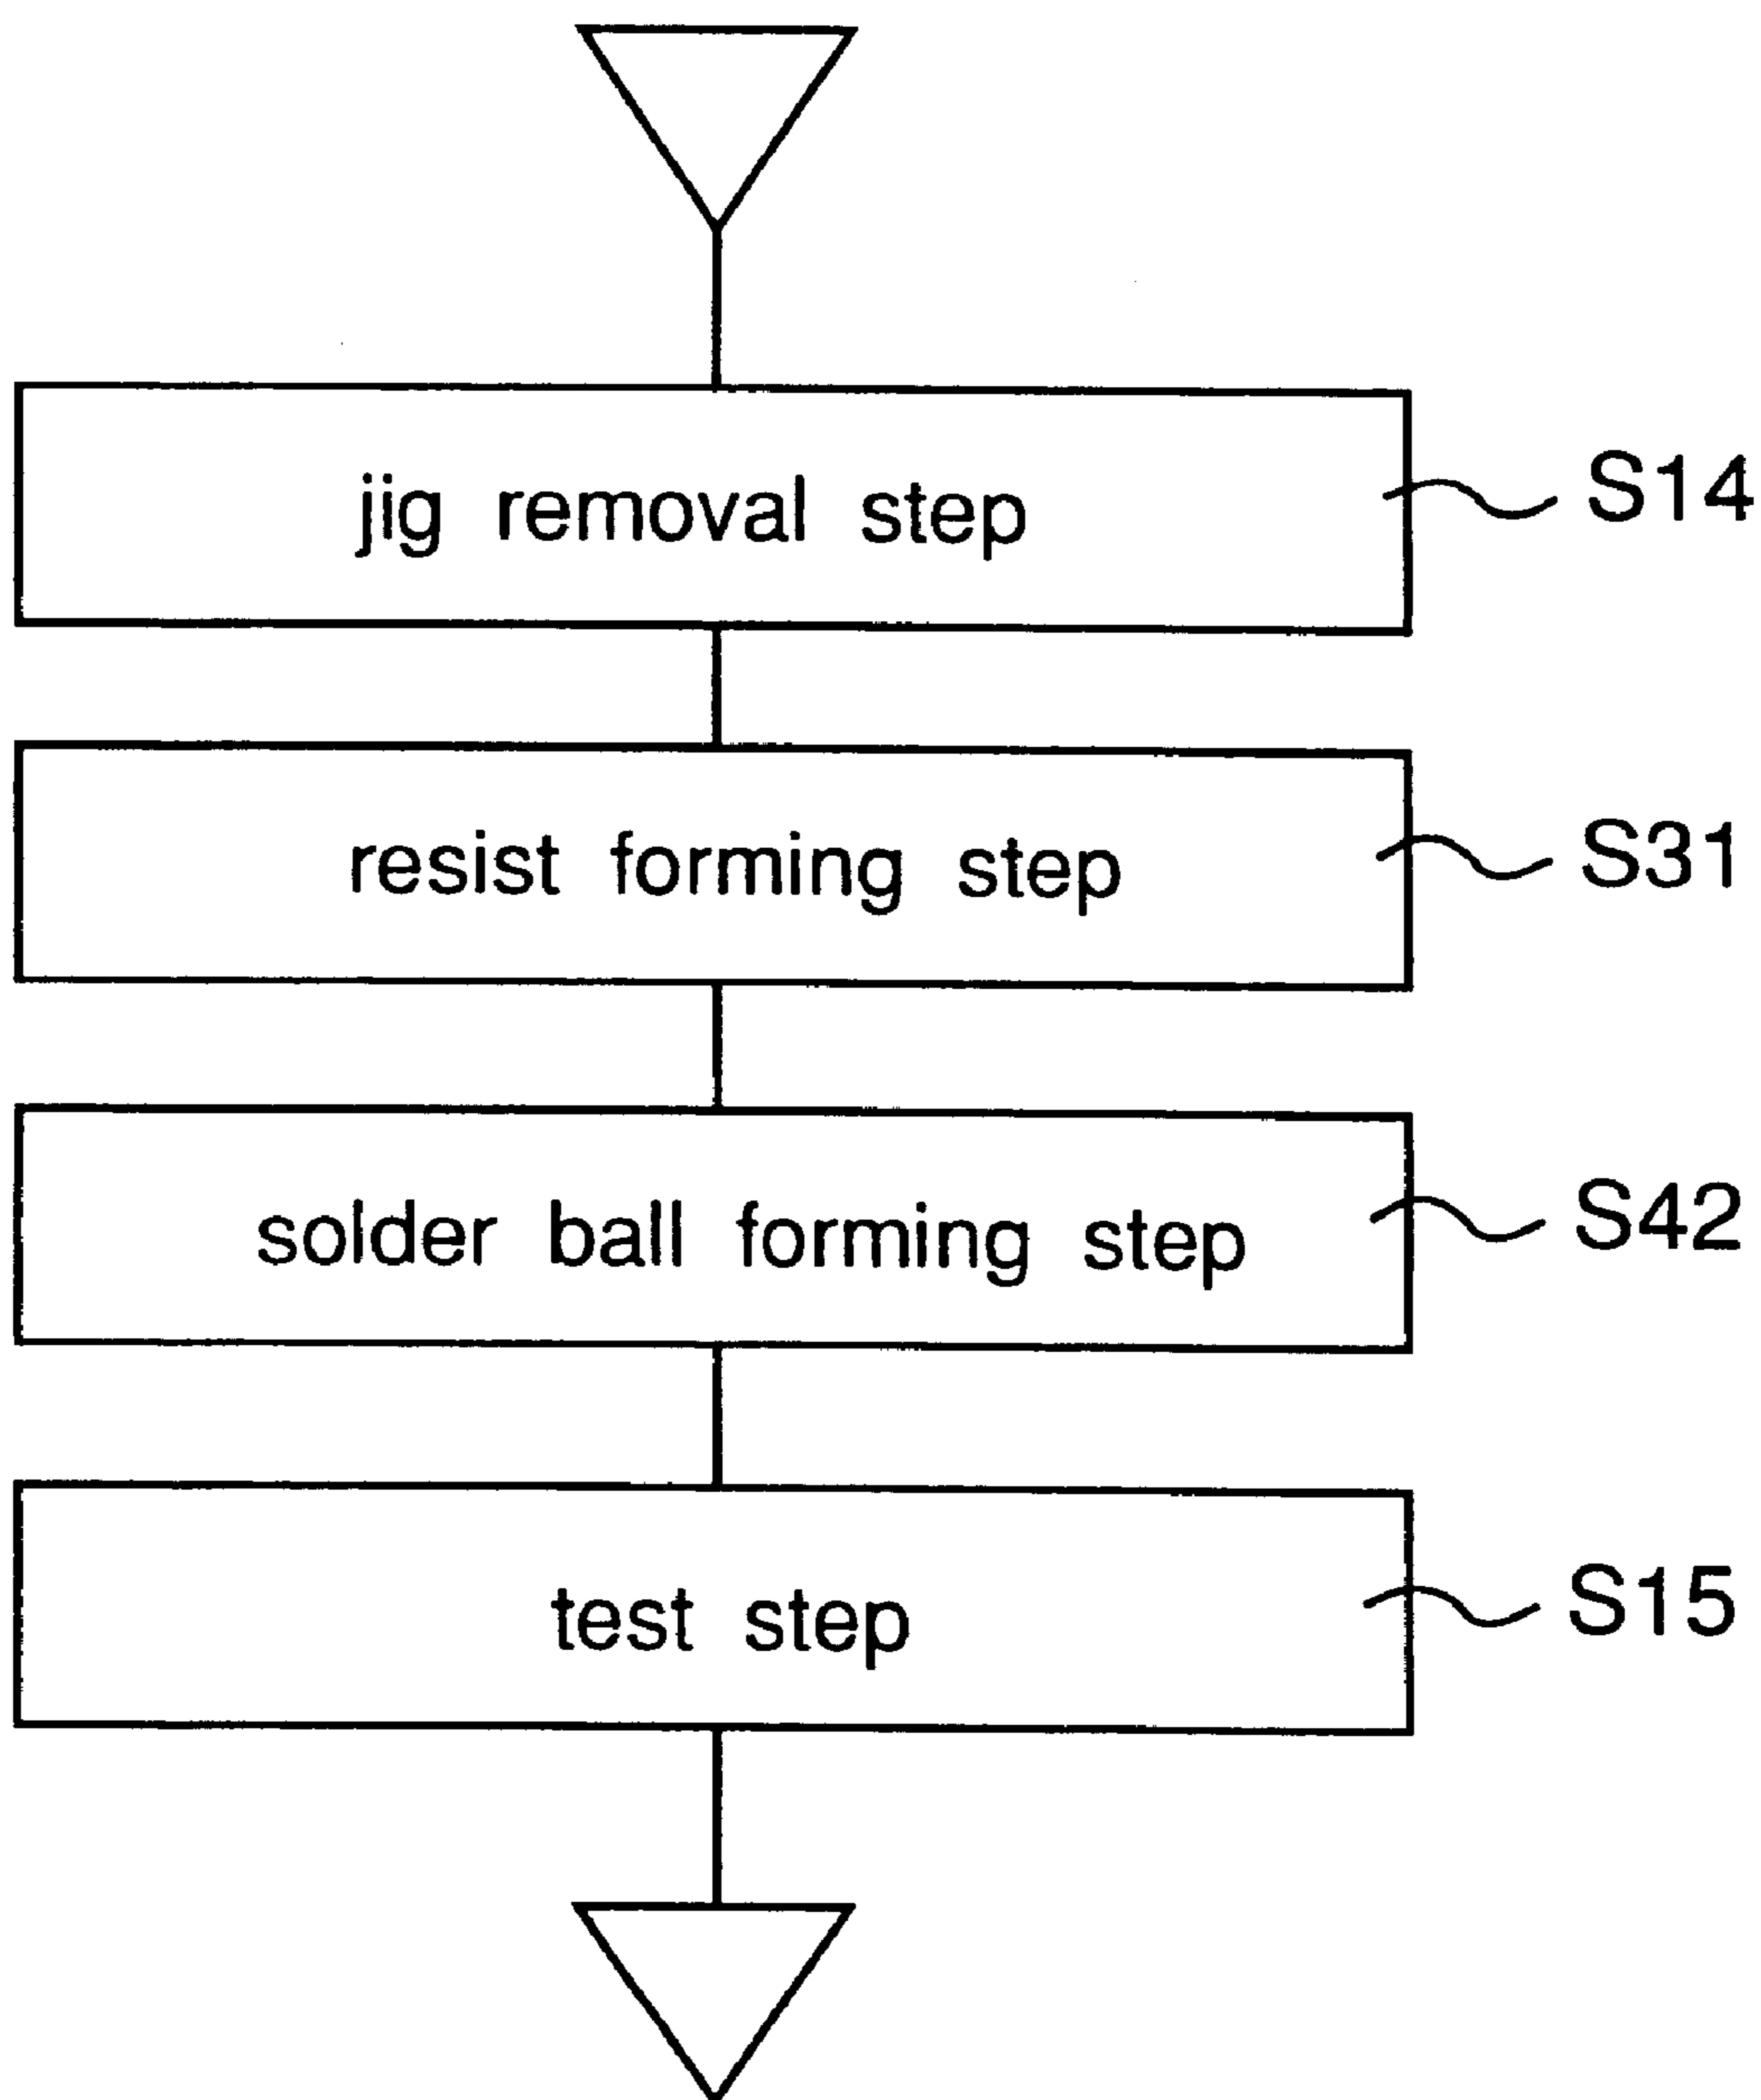 jig removal step S14
resist forming step S31
solder ball forming step S42
test step S15